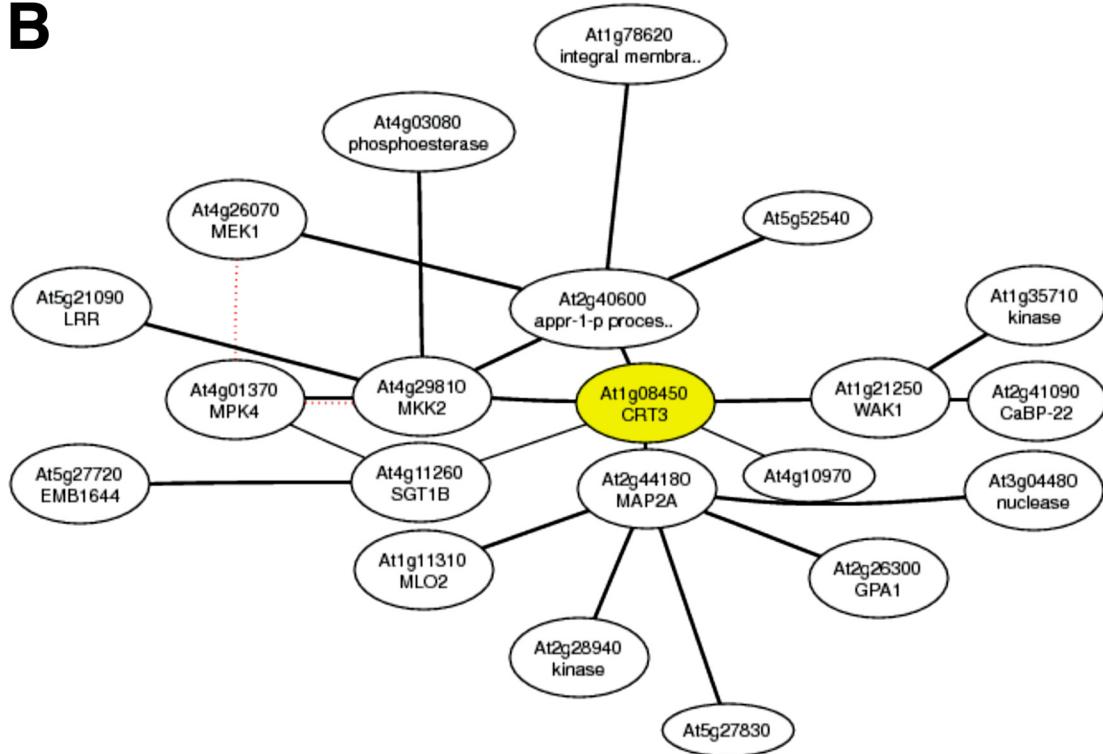 B
At1g78620
integral membra..
At4g03080
phosphoesterase
At4g26070
MEK1
At5g52540
At5g21090
LRR
At2g40600
appr-1-p proces..
At1g35710
kinase
At4g01370
MPK4
At4g29810
MKK2
At1g08450
CRT3
At1g21250
WAK1
At2g41090
CaBP-22
At5g27720
EMB1644
At4g11260
SGT1B
At2g44180
MAP2A
At4g10970
At3g04480
nuclease
At1g11310
MLO2
At2g26300
GPA1
At2g28940
kinase
At5g27830